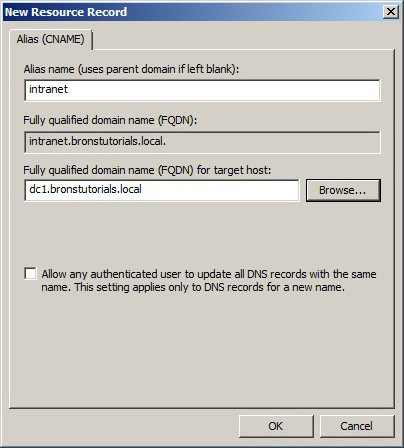 New Resource Record
Alias (CNAME)
Alias name (uses parent domain if left blank):
intranet
Fully qualified domain name (FQDN):
intranet.bronstutorials.local.
Fully qualified domain name (FQDN) for target host:
dc1.bronstutorials.local
Browse...
Allow any authenticated user to update all DNS records with the same
name. This setting applies only to DNS records for a new name.
OK
Cancel